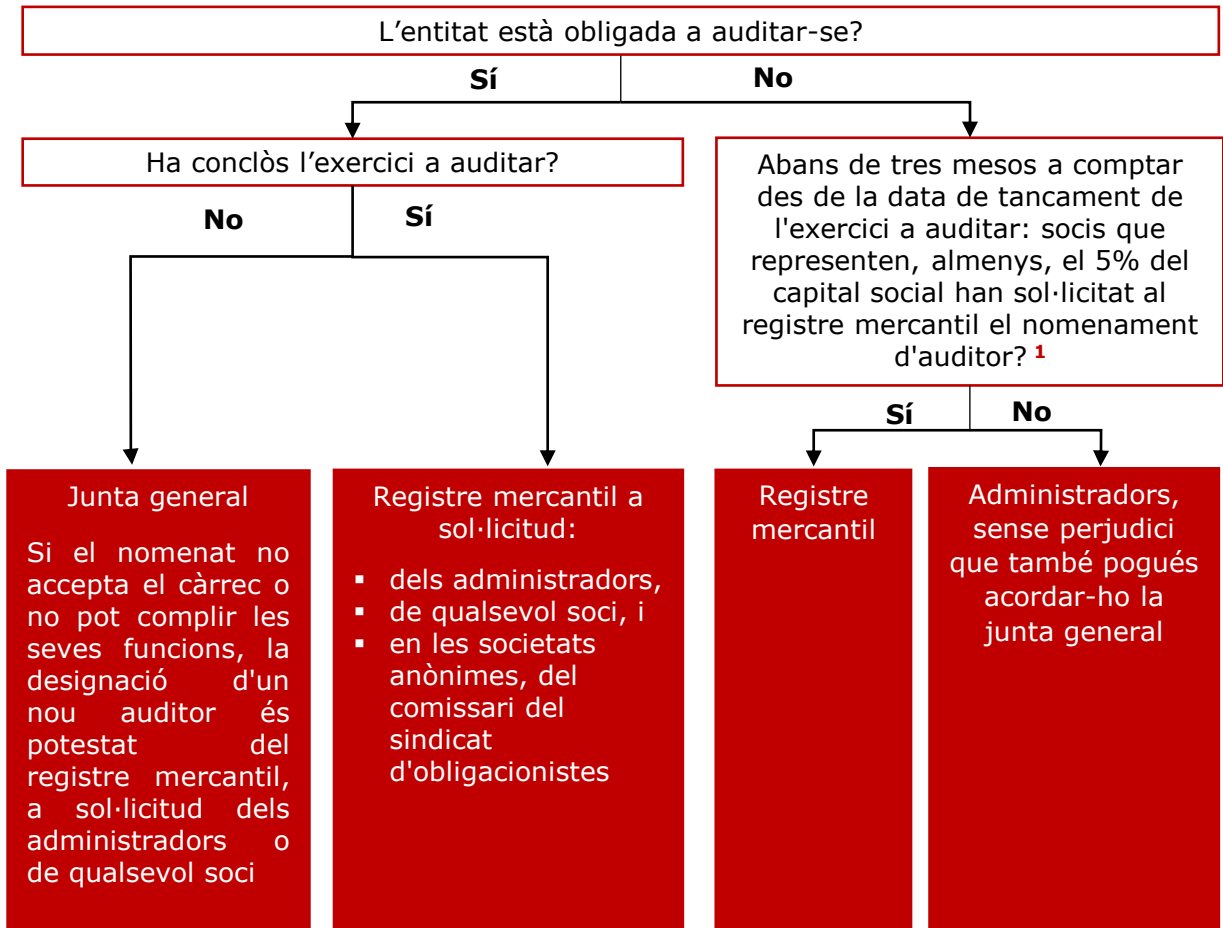 L'entitat està obligada a auditar-se?
Sí
No
Ha conclòs l'exercici a auditar?
No
Sí
Abans de tres mesos a comptar
des de la data de tancament de
l'exercici a auditar: socis que
representen, almenys, el 5% del
capital social han sol·licitat al
registre mercantil el nomenament
d'auditor? 1
Sí
No
Junta general
Si el nomenat no
accepta el càrrec o
no pot complir les
seves funcions, la
designació d'un
nou auditor és
potestat del
registre mercantil,
a sol·licitud dels
administradors o
de qualsevol soci
Registre mercantil a
sol·licitud:
▪ dels administradors,
▪ de qualsevol soci, i
▪ en les societats
anònimes, del
comissari del
sindicat
d'obligacionistes
Registre
mercantil
Administradors,
sense perjudici
que també pogués
acordar-ho la
junta general